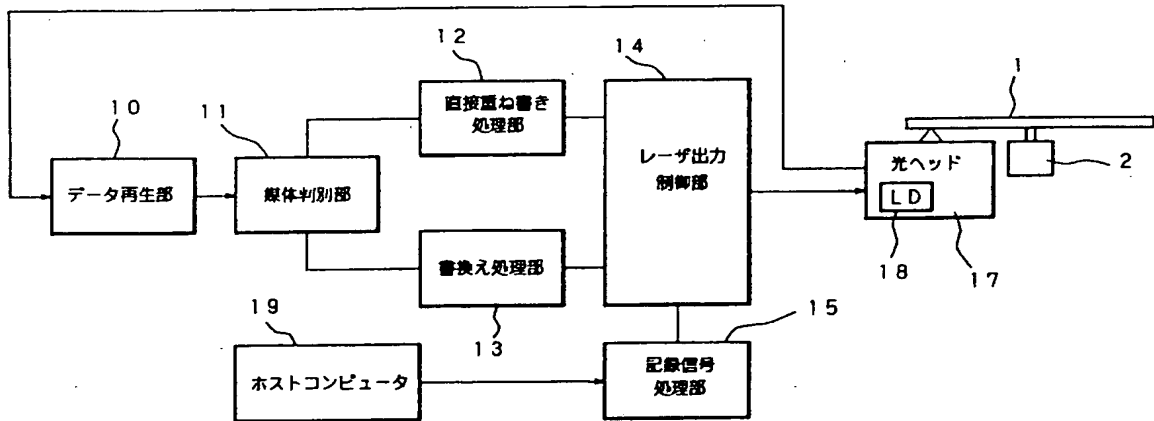 12
14
1
10
11
直接重ね書き
処理部
レーザ出力
制御部
光ヘッド
2
データ再生部
媒体判別部
LD
書換え処理部
18
17
19
13
15
ホストコンピュータ
記録信号
処理部